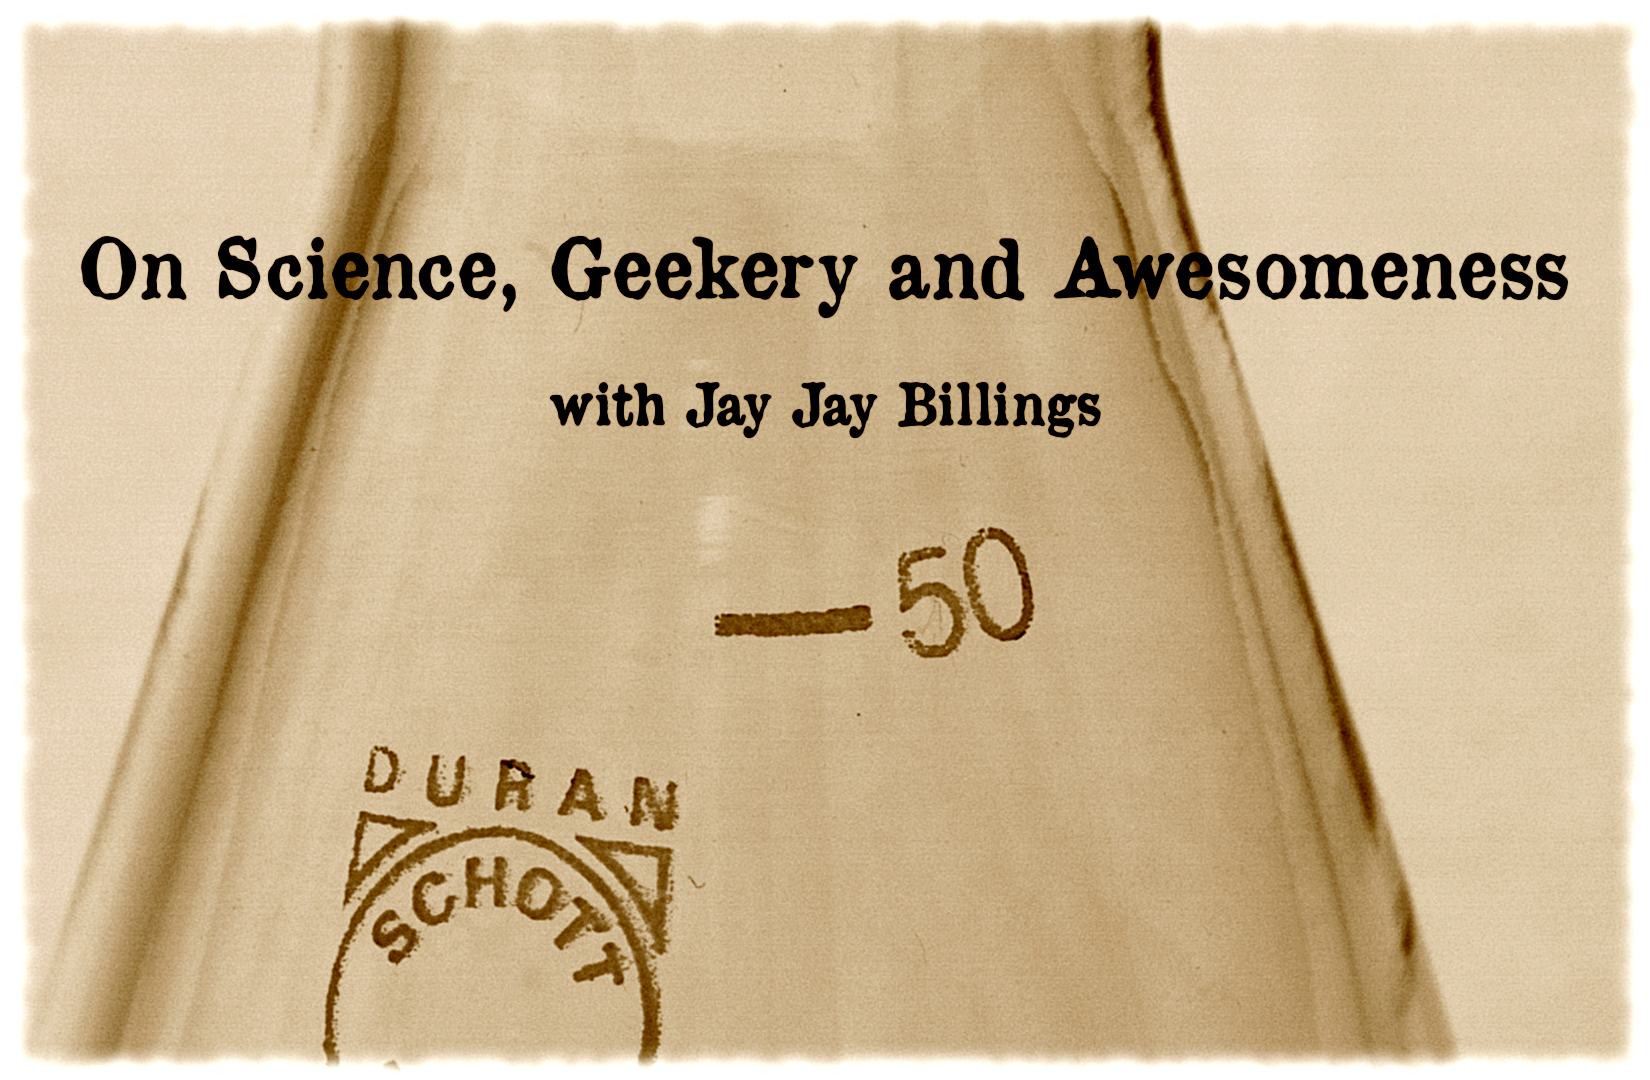 On Science, Geekery and Awesomeness
with Jay Jay Billings
50
DURAN
SCHOTT